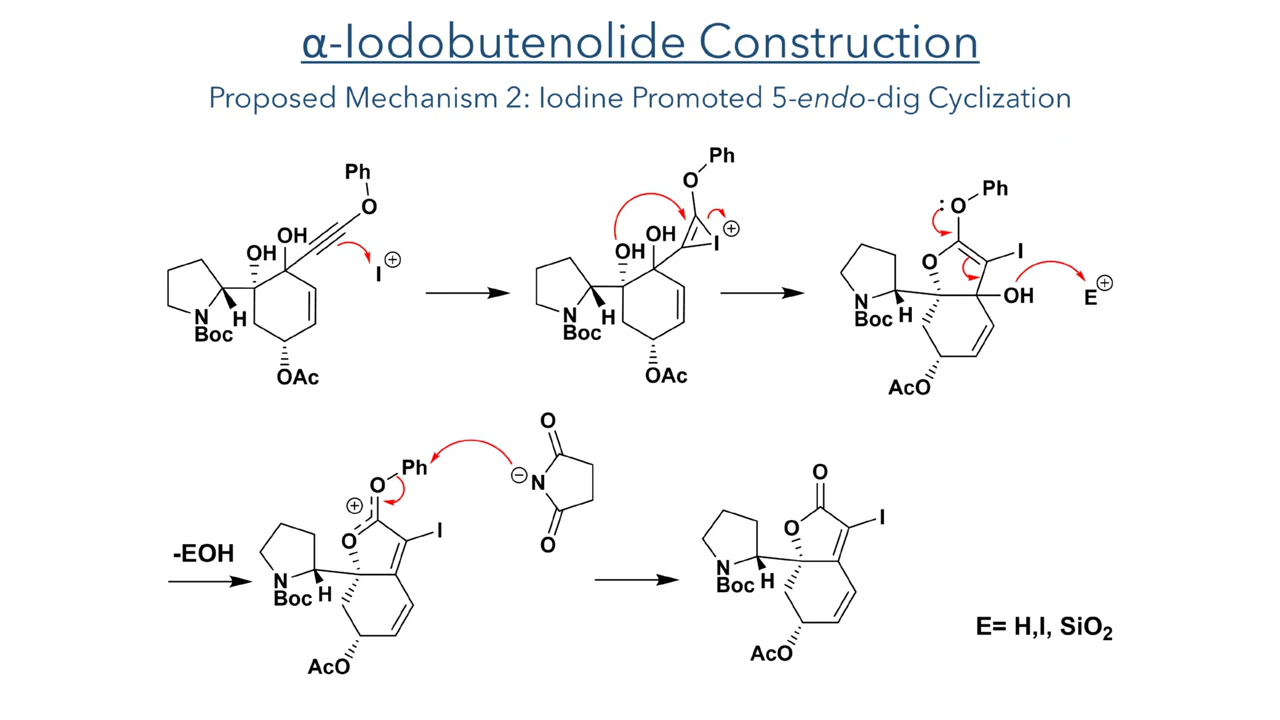 α-Iodobutenolide Construction
Proposed Mechanism 2: Iodine Promoted 5-endo-dig Cyclization
Ph
O
OH
OH
I ⊕
N
Boc
H
OAc
Ph
O
OH
OH
I ⊕
N
Boc
H
OAc
Ph
:O
O
I
OH
E ⊕
N
Boc
H
AcO
-EOH
Ph
O
⊕
O
I
N
Boc
H
AcO
O
⊖ N
O
O
O
I
N
Boc
H
AcO
E= H,I, SiO₂